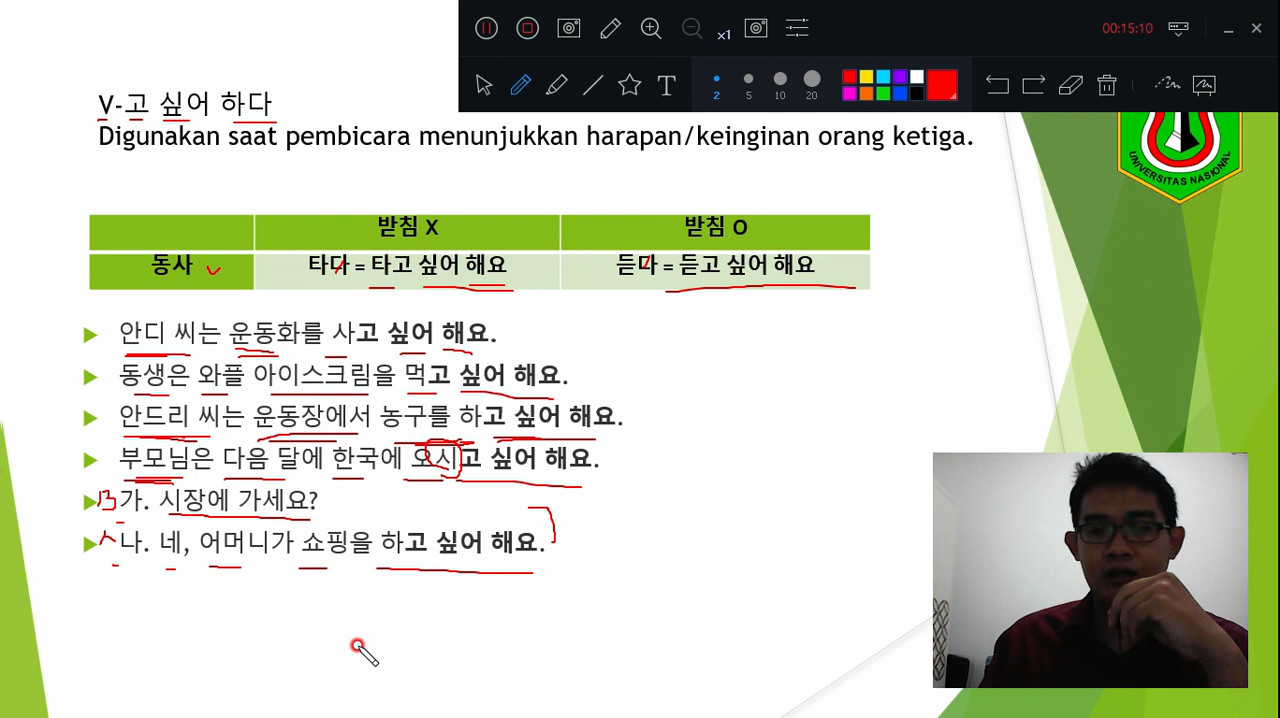 x1
00:15:10
2 5 10 20
V-고 싶어 하다
Digunakan saat pembicara menunjukkan harapan/keinginan orang ketiga.
UNIVERSITAS NASIONAL
받침 X 받침 O
동사 타다 = 타고 싶어 해요 듣다 = 듣고 싶어 해요
안디 씨는 운동화를 사고 싶어 해요.
동생은 와플 아이스크림을 먹고 싶어 해요.
안드리 씨는 운동장에서 농구를 하고 싶어 해요.
부모님은 다음 달에 한국에 오시고 싶어 해요.
가. 시장에 가세요?
나. 네, 어머니가 쇼핑을 하고 싶어 해요.